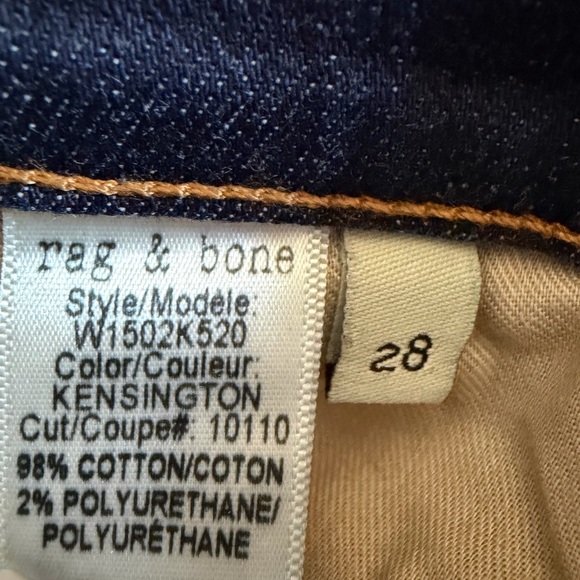 rag & bone
Style/Modèle:
W1502K520
Color/Couleur:
KENSINGTON
Cut/Coupe#: 10110
98% COTTON/COTON
2% POLYURETHANE/
POLYURÉTHANE
28